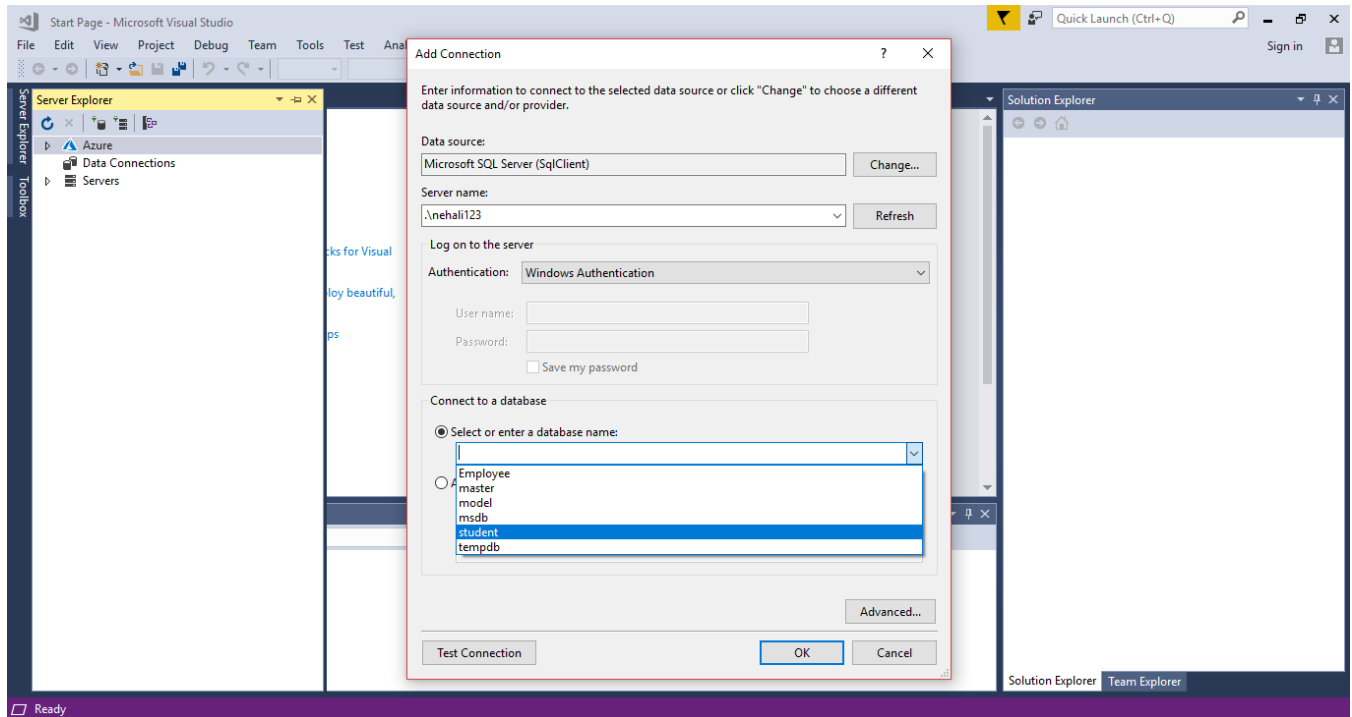 Start Page - Microsoft Visual Studio
Quick Launch (Ctrl+Q)
File Edit View Project Debug Team Tools Test Anal
Sign in
Server Explorer
Toolbox
Server Explorer
Azure
Data Connections
Servers
cks for Visual
loy beautiful,
ps
Add Connection
?
Enter information to connect to the selected data source or click "Change" to choose a different
data source and/or provider.
Data source:
Microsoft SQL Server (SqlClient)
Change...
Server name:
.\nehali123
Refresh
Log on to the server
Authentication: Windows Authentication
User name:
Password:
Save my password
Connect to a database
Select or enter a database name:
Employee
master
model
msdb
student
tempdb
Advanced...
Test Connection
OK
Cancel
Solution Explorer
Solution Explorer Team Explorer
Ready